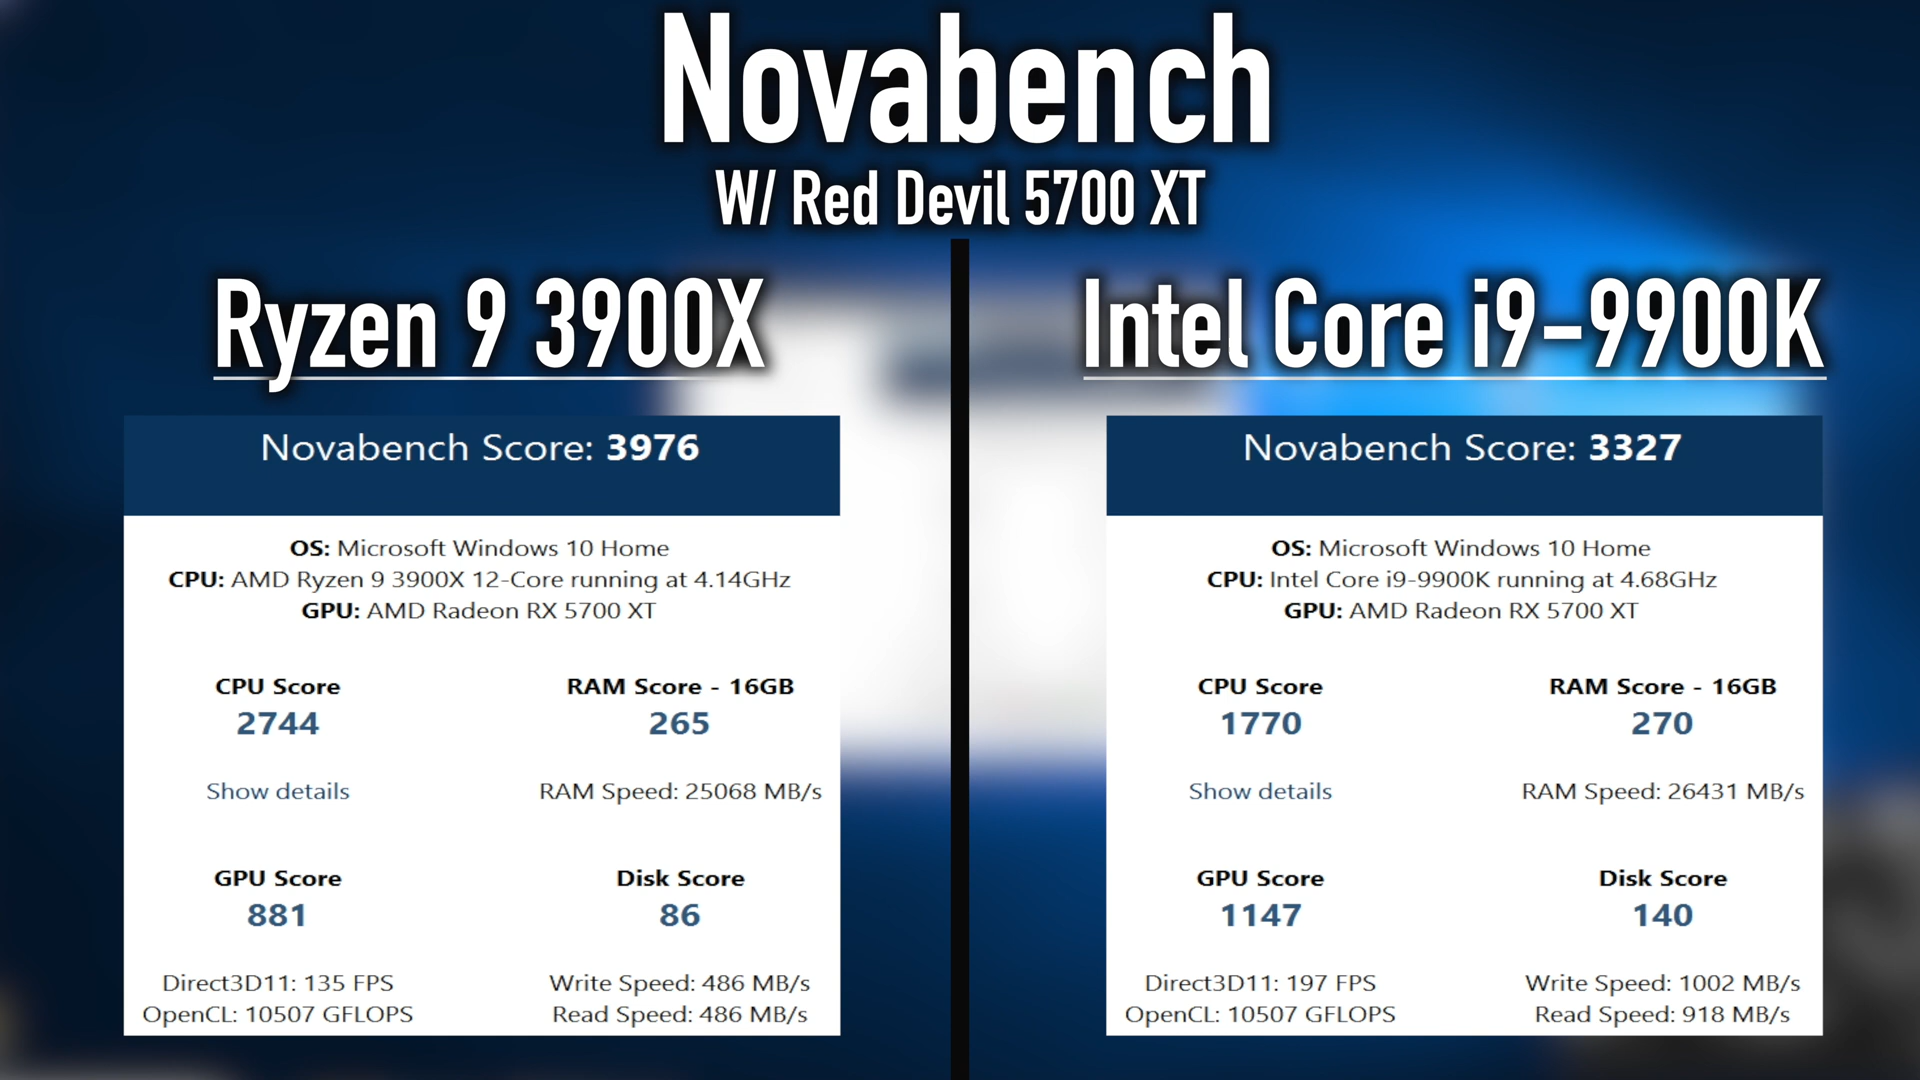 Novabench
W/ Red Devil 5700 XT
Ryzen 9 3900X
Novabench Score: 3976
OS: Microsoft Windows 10 Home
CPU: AMD Ryzen 9 3900X 12-Core running at 4.14GHz
GPU: AMD Radeon RX 5700 XT
CPU Score
2744
Show details
RAM Score - 16GB
265
RAM Speed: 25068 MB/s
GPU Score
881
Direct3D11: 135 FPS
OpenCL: 10507 GFLOPS
Disk Score
86
Write Speed: 486 MB/s
Read Speed: 486 MB/s
Intel Core i9-9900K
Novabench Score: 3327
OS: Microsoft Windows 10 Home
CPU: Intel Core i9-9900K running at 4.68GHz
GPU: AMD Radeon RX 5700 XT
CPU Score
1770
Show details
RAM Score - 16GB
270
RAM Speed: 26431 MB/s
GPU Score
1147
Direct3D11: 197 FPS
OpenCL: 10507 GFLOPS
Disk Score
140
Write Speed: 1002 MB/s
Read Speed: 918 MB/s